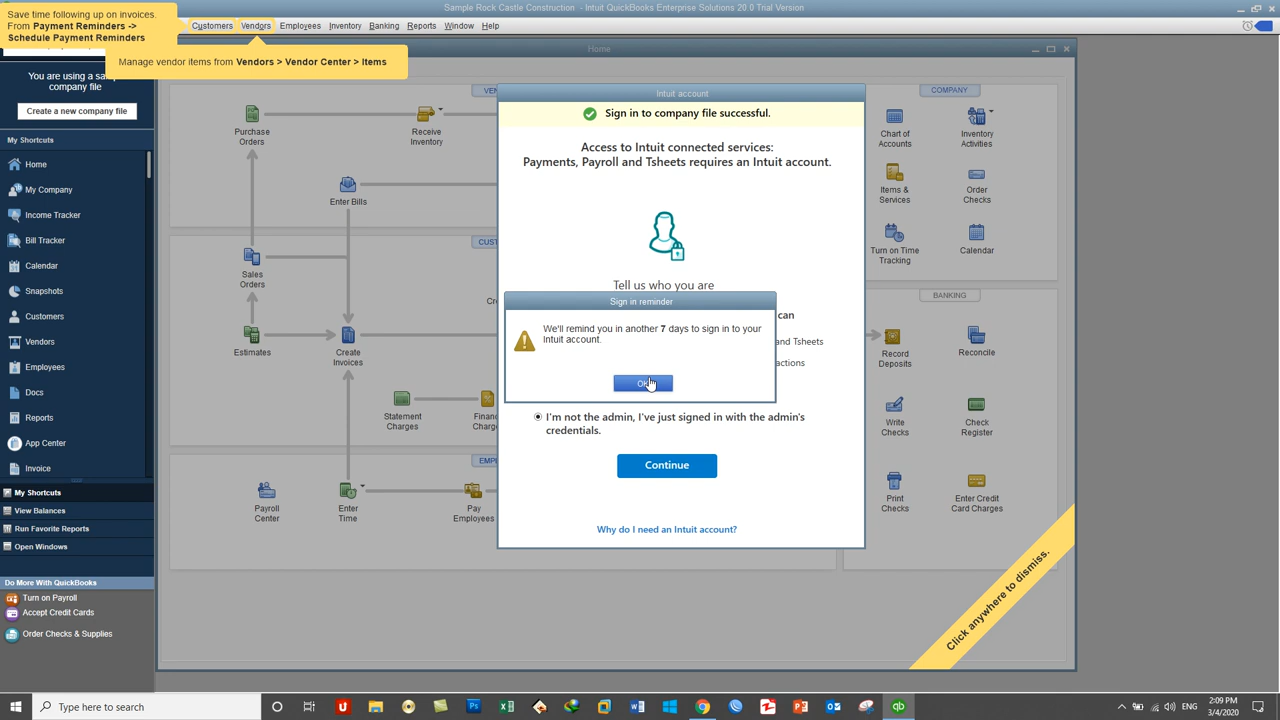 Sample Rock Castle Construction - Intuit QuickBooks Enterprise Solutions 20.0 Trial Version
Save time following up on invoices.
From Payment Reminders ->
Schedule Payment Reminders
Customers Vendors Employees Inventory Banking Reports Window Help
Manage vendor items from Vendors > Vendor Center > Items
Home
You are using a
company file
Create a new company file
My Shortcuts
Home
My Company
Income Tracker
Bill Tracker
Calendar
Snapshots
Customers
Vendors
Employees
Docs
Reports
App Center
Invoice
My Shortcuts
View Balances
Run Favorite Reports
Open Windows
Do More With QuickBooks
Turn on Payroll
Accept Credit Cards
Order Checks & Supplies
Purchase
Orders
Receive
Inventory
Enter Bills
Sales
Orders
Estimates
Create
Invoices
Statement
Charges
Payroll
Center
Enter
Time
Pay
Employees
Intuit account
Sign in to company file successful.
Access to Intuit connected services:
Payments, Payroll and Tsheets requires an Intuit account.
Tell us who you are
can
and Tsheets
Sign in reminder
We'll remind you in another 7 days to sign in to your
Intuit account.
I'm not the admin, I've just signed in with the admin's
credentials.
Continue
Why do I need an Intuit account?
COMPANY
Chart of
Accounts
Inventory
Activities
Items &
Services
Order
Checks
Turn on Time
Tracking
Calendar
BANKING
Record
Deposits
Reconcile
Write
Checks
Check
Register
Print
Checks
Enter Credit
Card Charges
Click anywhere to dismiss.
Type here to search
ENG
2:09 PM
3/4/2020